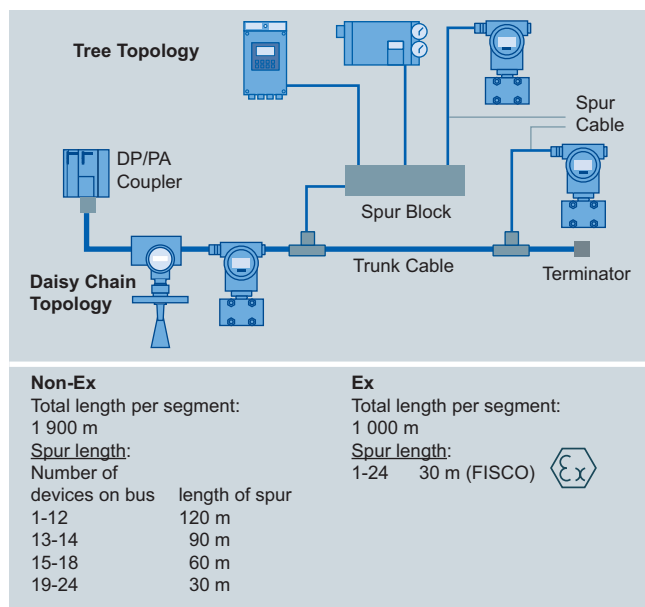 Tree Topology
Spur
Cable
DP/PA
Coupler
Spur Block
Trunk Cable
Terminator
Daisy Chain
Topology
Non-Ex
Total length per segment:
1 900 m
Spur length:
Number of
devices on bus length of spur
1-12 120 m
13-14 90 m
15-18 60 m
19-24 30 m
Ex
Total length per segment:
1 000 m
Spur length:
1-24 30 m (FISCO)
Ex